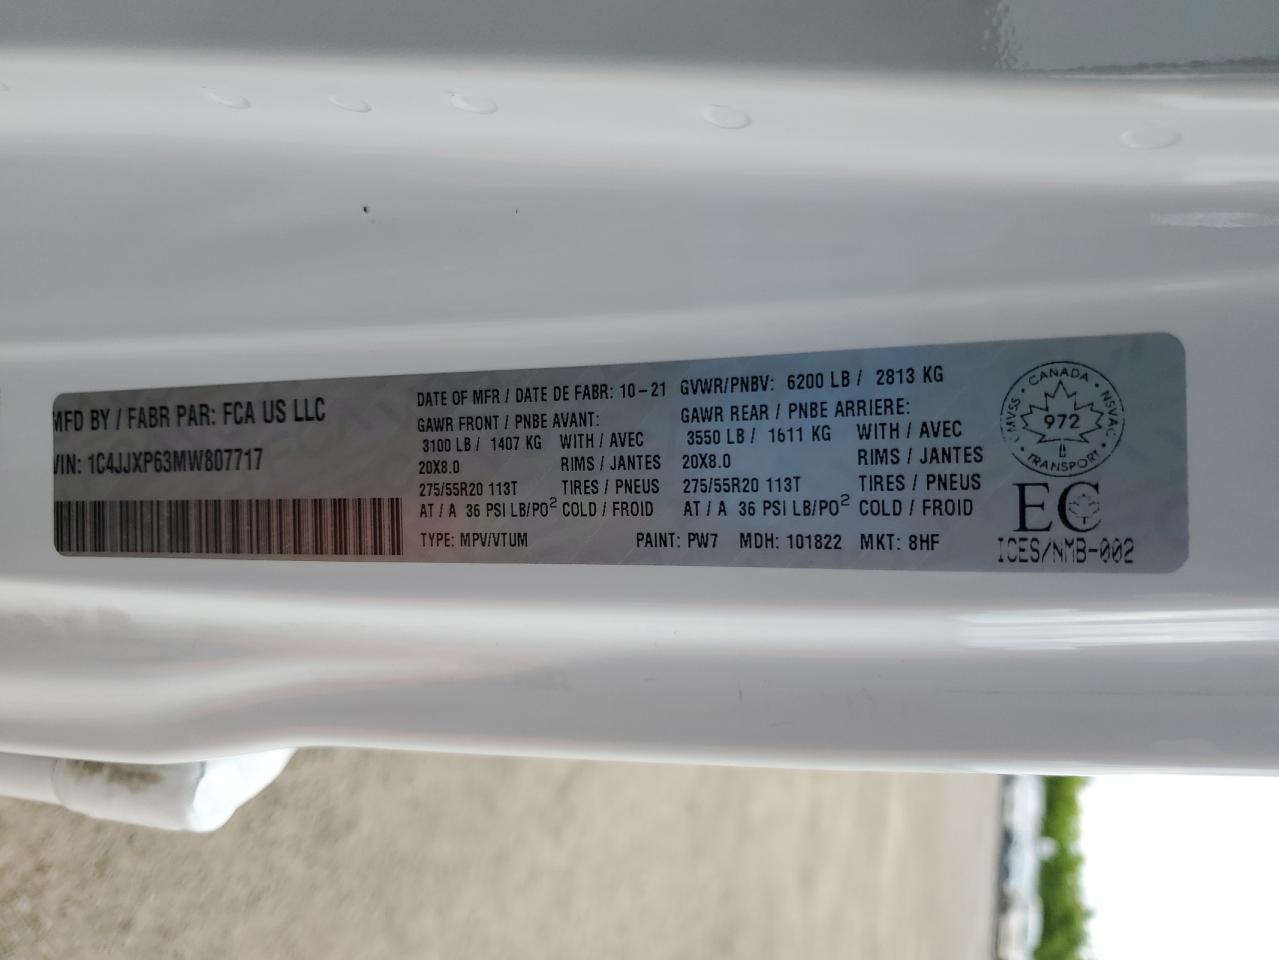 MFD BY / FABR PAR: FCA US LLC
VIN: 1C4JJXP63MW807717
DATE OF MFR / DATE DE FABR: 10-21 GVWR/PNBV: 6200 LB / 2813 KG
GAWR FRONT / PNBE AVANT: GAWR REAR / PNBE ARRIERE:
3100 LB / 1407 KG WITH / AVEC 3550 LB / 1611 KG WITH / AVEC
20X8.0 RIMS / JANTES 20X8.0 RIMS / JANTES
275/55R20 113T TIRES / PNEUS 275/55R20 113T TIRES / PNEUS
AT / A 36 PSI LB/PO² COLD / FROID AT / A 36 PSI LB/PO² COLD / FROID
TYPE: MPV/VTUM PAINT: PW7 MDH: 101822 MKT: 8HF
CANADA
CMVSS 972 NSVAC
TRANSPORT
EC
ICES/NMB-002